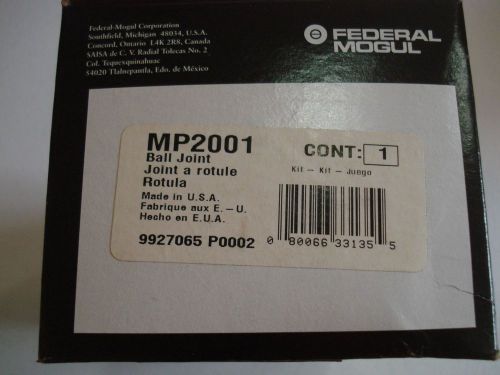 Federal-Mogul Corporation
Southfield, Michigan 48034, U.S.A.
Concord, Ontario L4K 2R8, Canada
SAISA de C. V. Radial Toltecas No. 2
Col. Tequexquinahuac
54020 Tlalnepantla, Edo. de México
FEDERAL
MOGUL
MP2001
Ball Joint
Joint a rotule
Rotula
Made in U.S.A.
Fabrique aux E. - U.
Hecho en E.U.A.
9927065 P0002
CONT: 1
Kit - Kit - Juego
0 80066 33135 5